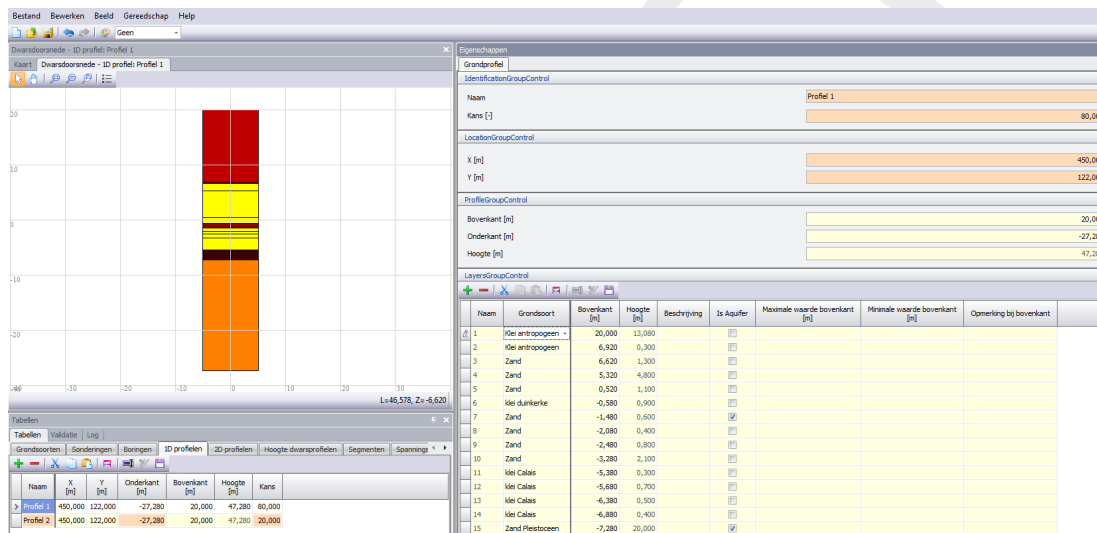 Bestand Bewerken Beeld Gereedschap Help
Geen
Dwarsdoorsnede - 1D profiel: Profiel 1
Kaart Dwarsdoorsnede - 1D profiel: Profiel 1
20
10
0
-10
-20
-30 -20 -10 0 10 20 30
L=46,578, Z=-6,620
Tabellen
Tabellen Validatie Log
Grondsoorten Sonderingen Boringen 1D profielen 2D profielen Hoogte dwarsprofielen Segmenten Spannings
Naam X [m] Y [m] Onderkant [m] Bovenkant [m] Hoogte [m] Kans
Profiel 1 450,000 122,000 -27,280 20,000 47,280 80,000
Profiel 2 450,000 122,000 -27,280 20,000 47,280 20,000
Eigenschappen
Grondprofiel
IdentificationGroupControl
Naam Profiel 1
Kans [-] 80,00
LocationGroupControl
X [m] 450,00
Y [m] 122,00
ProfileGroupControl
Bovenkant [m] 20,00
Onderkant [m] -27,28
Hoogte [m] 47,28
LayersGroupControl
Naam Grondsoort Bovenkant [m] Hoogte [m] Beschrijving Is Aquifer Maximale waarde bovenkant [m] Minimale waarde bovenkant [m] Opmerking bij bovenkant
1 Klei antropogeen 20,000 13,080
2 Klei antropogeen 6,920 0,300
3 Zand 6,620 1,300
4 Zand 5,320 4,800
5 Zand 0,520 1,100
6 klei duinkerke -0,580 0,900
7 Zand -1,480 0,600
8 Zand -2,080 0,400
9 Zand -2,480 0,800
10 Zand -3,280 2,100
11 klei Calais -5,380 0,300
12 klei Calais -5,680 0,700
13 klei Calais -6,380 0,500
14 klei Calais -6,880 0,400
15 Zand Pleistoceen -7,280 20,000